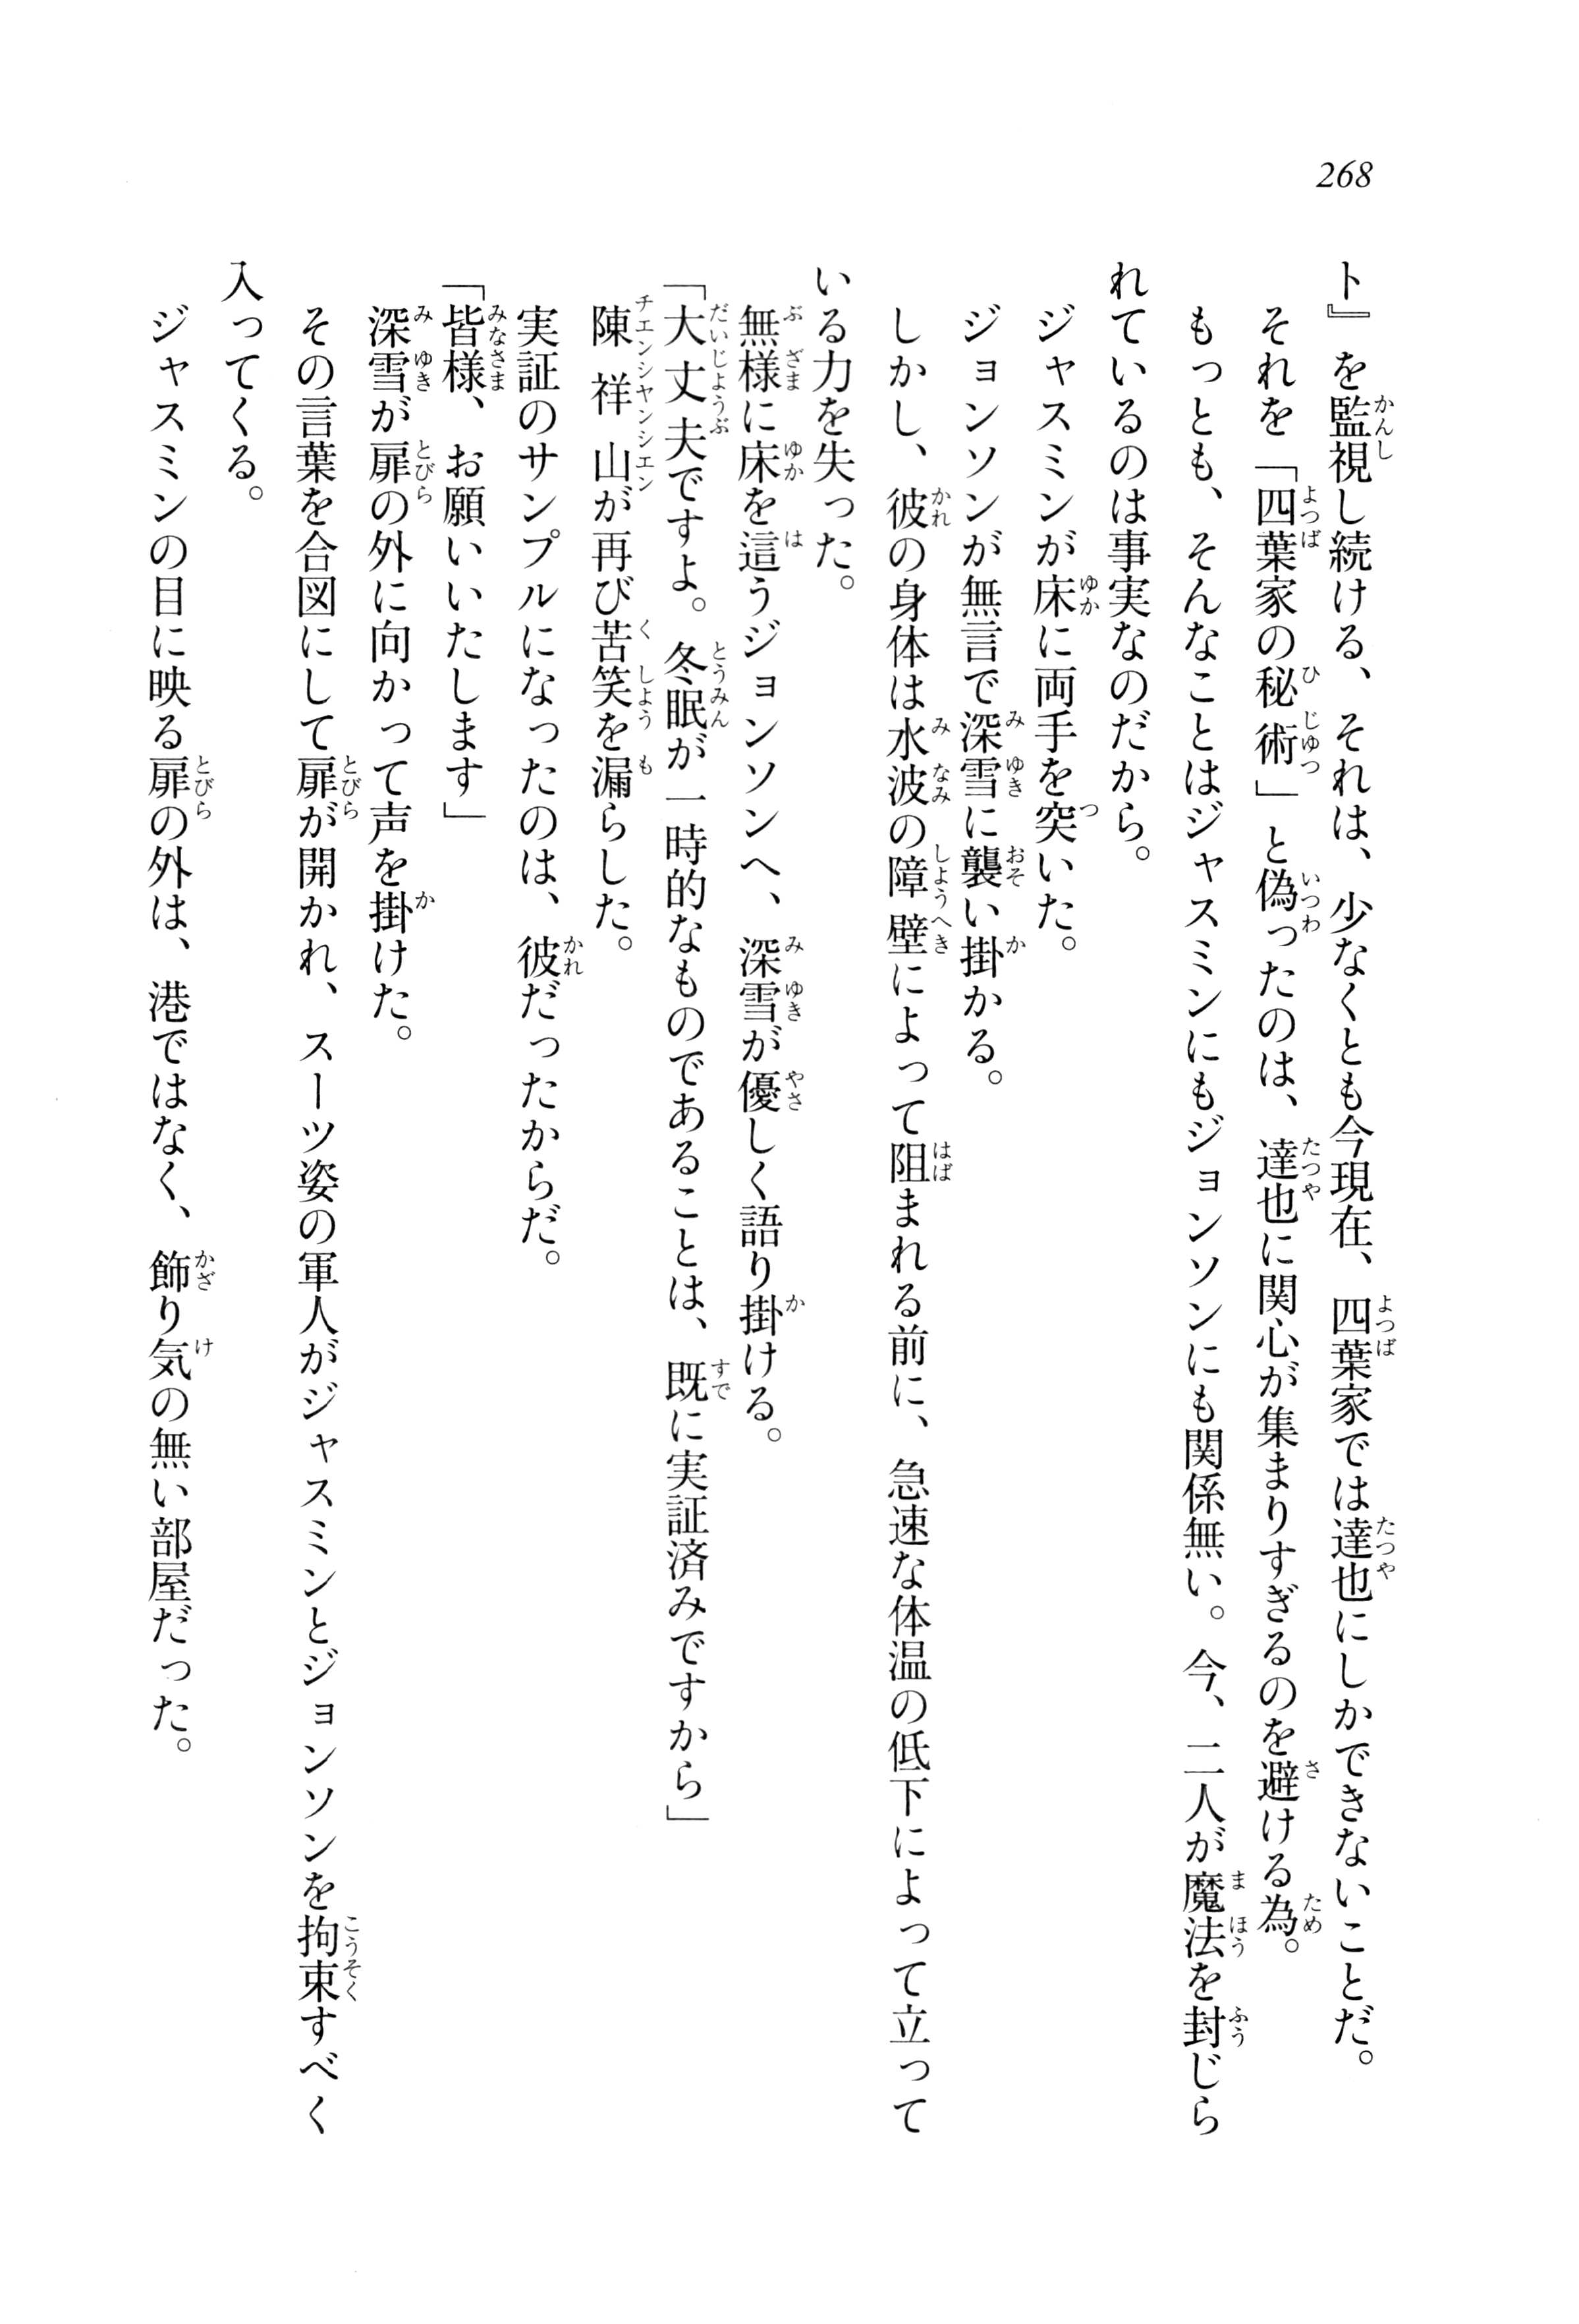 268
ト』を監視し続ける、それは、少なくとも今現在、四葉家では達也にしかできないことだ。
それを「四葉家の秘術」と偽ったのは、達也に関心が集まりすぎるのを避ける為。
もっとも、そんなことはジャスミンにもジョンソンにも関係無い。今、二人が魔法を封じら
れているのは事実なのだから。
ジャスミンが床に両手を突いた。
ジョンソンが無言で深雪に襲い掛かる。
しかし、彼の身体は水波の障壁によって阻まれる前に、急速な体温の低下によって立って
いる力を失った。
無様に床を這うジョンソンへ、深雪が優しく語り掛ける。
「大丈夫ですよ。冬眠が一時的なものであることは、既に実証済みですから」
陳祥山が再び苦笑を漏らした。
実証のサンプルになったのは、彼だったからだ。
「皆様、お願いいたします」
深雪が扉の外に向かって声を掛けた。
その言葉を合図にして扉が開かれ、スーツ姿の軍人がジャスミンとジョンソンを拘束すべく
入ってくる。
ジャスミンの目に映る扉の外は、港ではなく、飾り気の無い部屋だった。